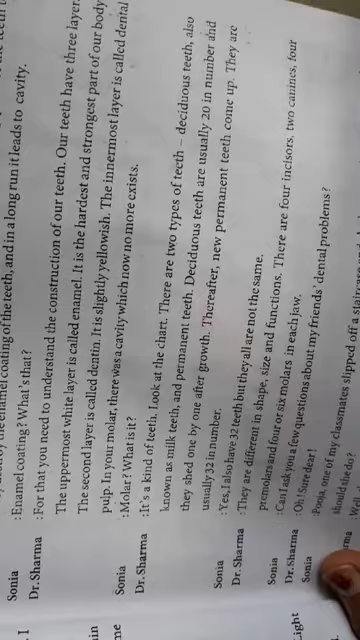 the enamel coating of the teeth, and in a long run it leads to cavity.
Sonia : Enamel coating? What's that?
Dr. Sharma : For that you need to understand the construction of our teeth. Our teeth have three layer
The uppermost white layer is called enamel. It is the hardest and strongest part of our body
The second layer is called dentin. It is slightly yellowish. The innermost layer is called dental
pulp. In your molar, there was a cavity which now no more exists.
Sonia : Molar? What is it?
Dr. Sharma : It's a kind of teeth. Look at the chart. There are two types of teeth – deciduous teeth, also
known as milk teeth, and permanent teeth. Deciduous teeth are usually 20 in number and
they shed one by one after growth. Thereafter, new permanent teeth come up. They are
usually 32 in number.
Sonia : Yes, I also have 32 teeth but they all are not the same.
Dr. Sharma : They are different in shape, size and functions. There are four incisors, two canines, four
premolars and four or six molars in each jaw.
Sonia : Can I ask you a few questions about my friends' dental problems?
Dr. Sharma : Oh! Sure dear!
Sonia : Pooja, one of my classmates slipped off a
should she do?
rma
I
ain
me
Light